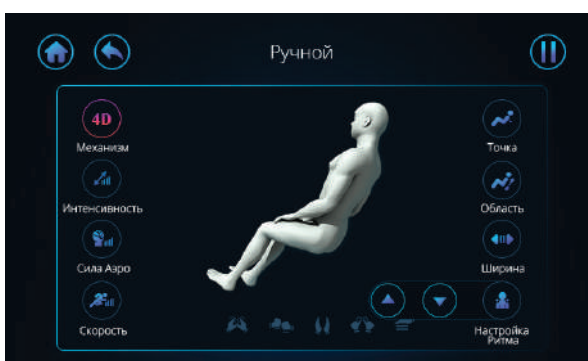 Ручной
4D
Механизм
Точка
Интенсивность
Область
Сила Аэро
Ширина
Скорость
Настройка
Ритма